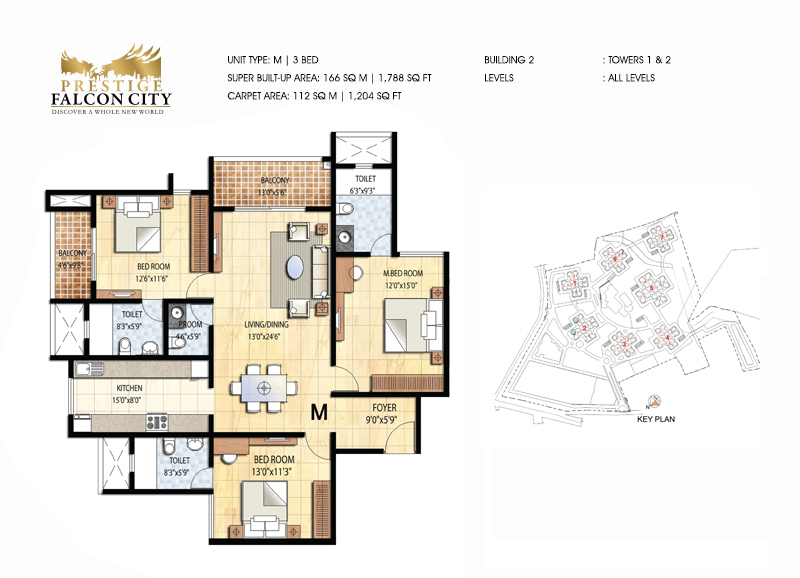 PRESTIGE
FALCON CITY
DISCOVER A WHOLE NEW WORLD
UNIT TYPE: M | 3 BED
SUPER BUILT-UP AREA: 166 SQ M | 1,788 SQ FT
CARPET AREA: 112 SQ M | 1,204 SQ FT
BUILDING 2 : TOWERS 1 & 2
LEVELS : ALL LEVELS
BALCONY
13'0"x5'6"
TOILET
6'3"x9'3"
BALCONY
4'6"x9'8"
BED ROOM
12'6"x11'6"
M.BED ROOM
12'0"x15'0"
TOILET
8'3"x5'9"
P.ROOM
4'6"x5'9"
LIVING/DINING
13'0"x24'6"
KITCHEN
15'0"x8'0"
M
FOYER
9'0"x5'9"
TOILET
8'3"x5'9"
BED ROOM
13'0"x11'3"
N
KEY PLAN